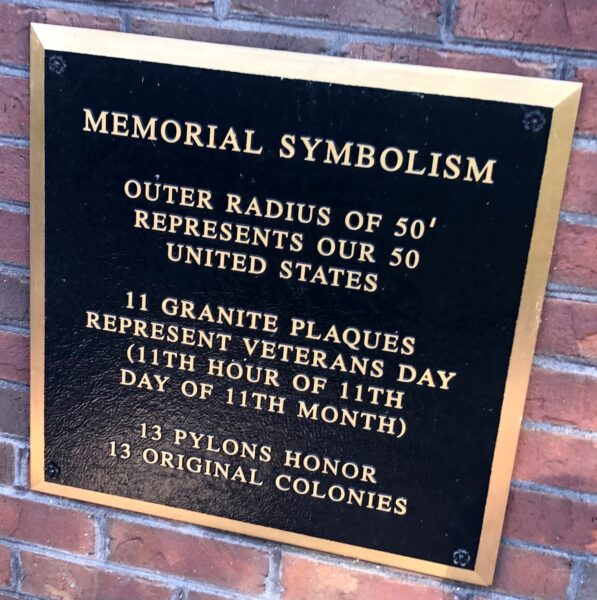 MEMORIAL SYMBOLISM
OUTER RADIUS OF 50'
REPRESENTS OUR 50
UNITED STATES
11 GRANITE PLAQUES
REPRESENT VETERANS DAY
(11TH HOUR OF 11TH
DAY OF 11TH MONTH)
13 PYLONS HONOR
13 ORIGINAL COLONIES